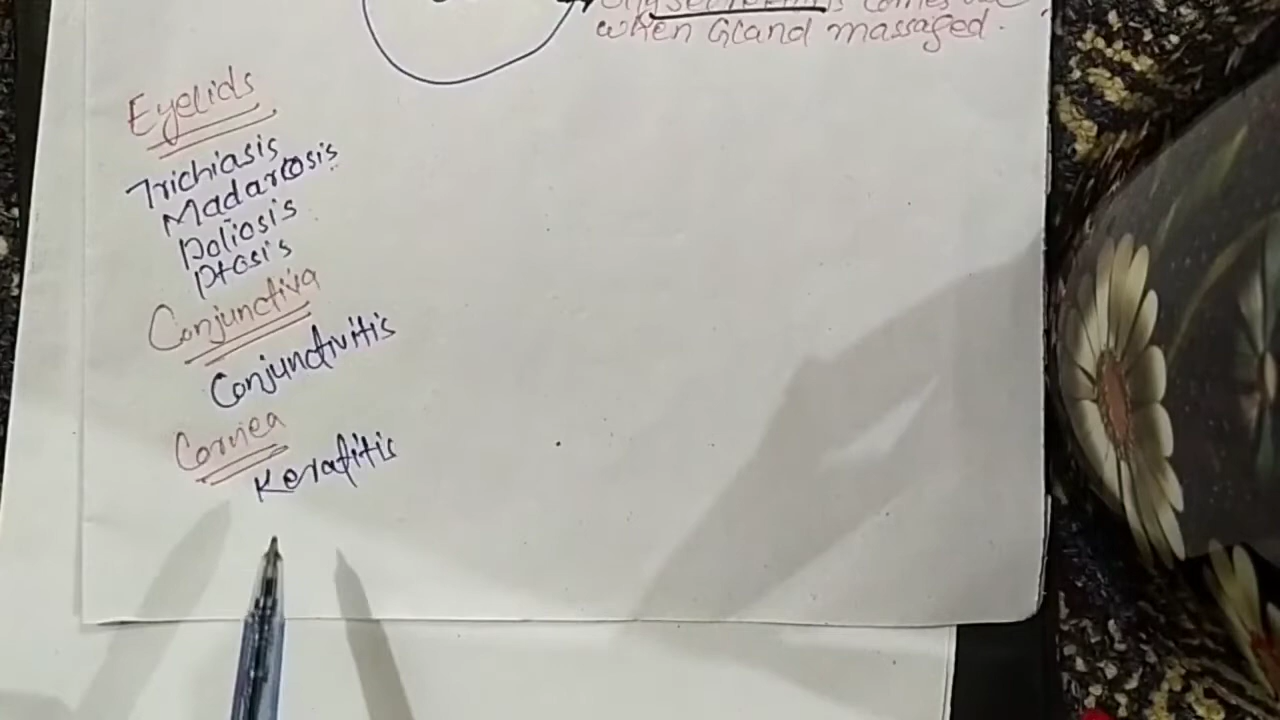 when Gland massaged.
Eyelids
Trichiasis
Madarosis
Poliosis
Ptosis
Conjunctiva
Conjunctivitis
Cornea
Keratitis